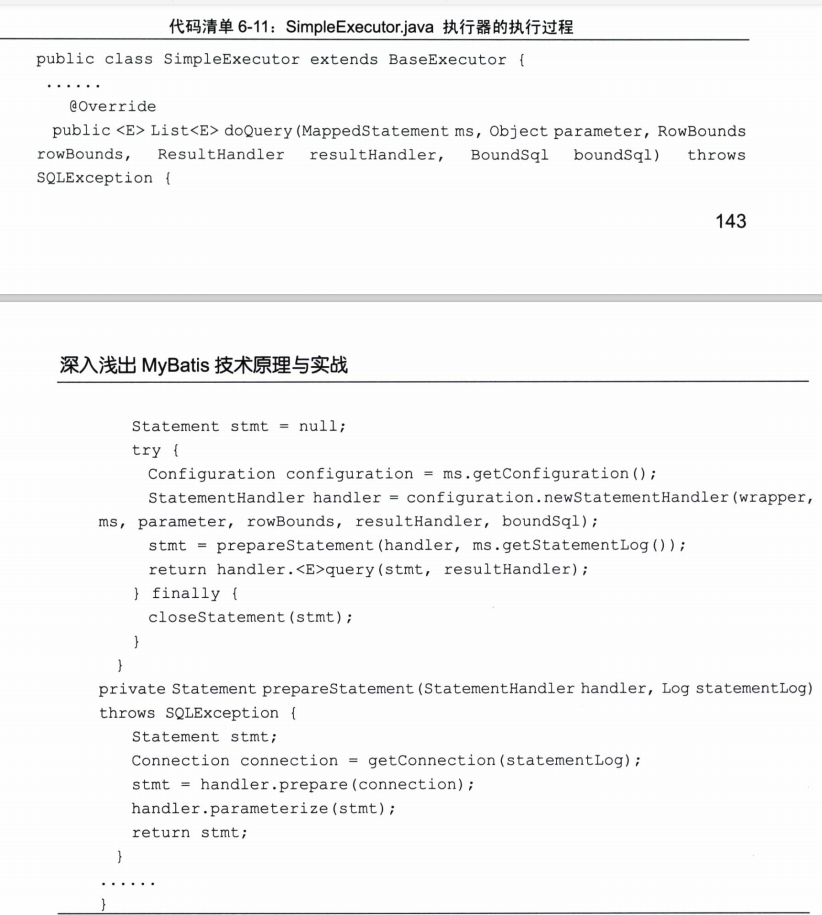 代码清单 6-11：SimpleExecutor.java 执行器的执行过程
public class SimpleExecutor extends BaseExecutor {
......
@Override
public <E> List<E> doQuery(MappedStatement ms, Object parameter, RowBounds
rowBounds, ResultHandler resultHandler, BoundSql boundSql) throws
SQLException {
143
深入浅出 MyBatis 技术原理与实战
Statement stmt = null;
try {
Configuration configuration = ms.getConfiguration();
StatementHandler handler = configuration.newStatementHandler(wrapper,
ms, parameter, rowBounds, resultHandler, boundSql);
stmt = prepareStatement(handler, ms.getStatementLog());
return handler.<E>query(stmt, resultHandler);
} finally {
closeStatement(stmt);
}
}
private Statement prepareStatement(StatementHandler handler, Log statementLog)
throws SQLException {
Statement stmt;
Connection connection = getConnection(statementLog);
stmt = handler.prepare(connection);
handler.parameterize(stmt);
return stmt;
}
......
}